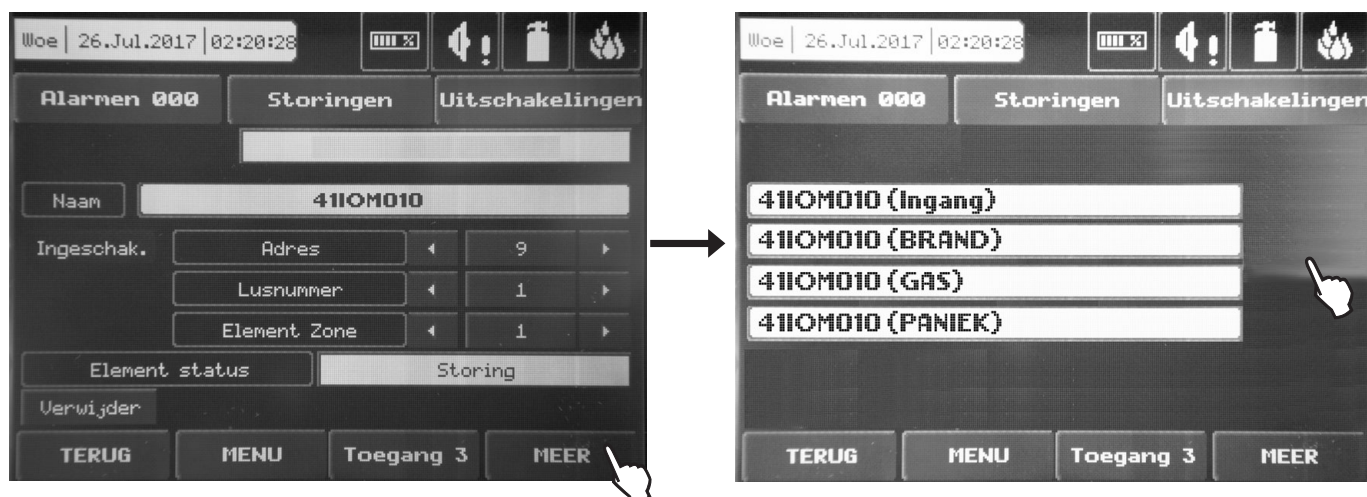 Woe 26.Jul.2017 02:20:28 %
Alarmen 000 Storingen Uitschakelingen
Naam 41IOM010
Ingeschak. Adres 9
Lusnummer 1
Element Zone 1
Element status Storing
Verwijder
TERUG MENU Toegang 3 MEER
Woe 26.Jul.2017 02:20:28 %
Alarmen 000 Storingen Uitschakelingen
41IOM010 (Ingang)
41IOM010 (BRAND)
41IOM010 (GAS)
41IOM010 (PANIEK)
TERUG MENU Toegang 3 MEER